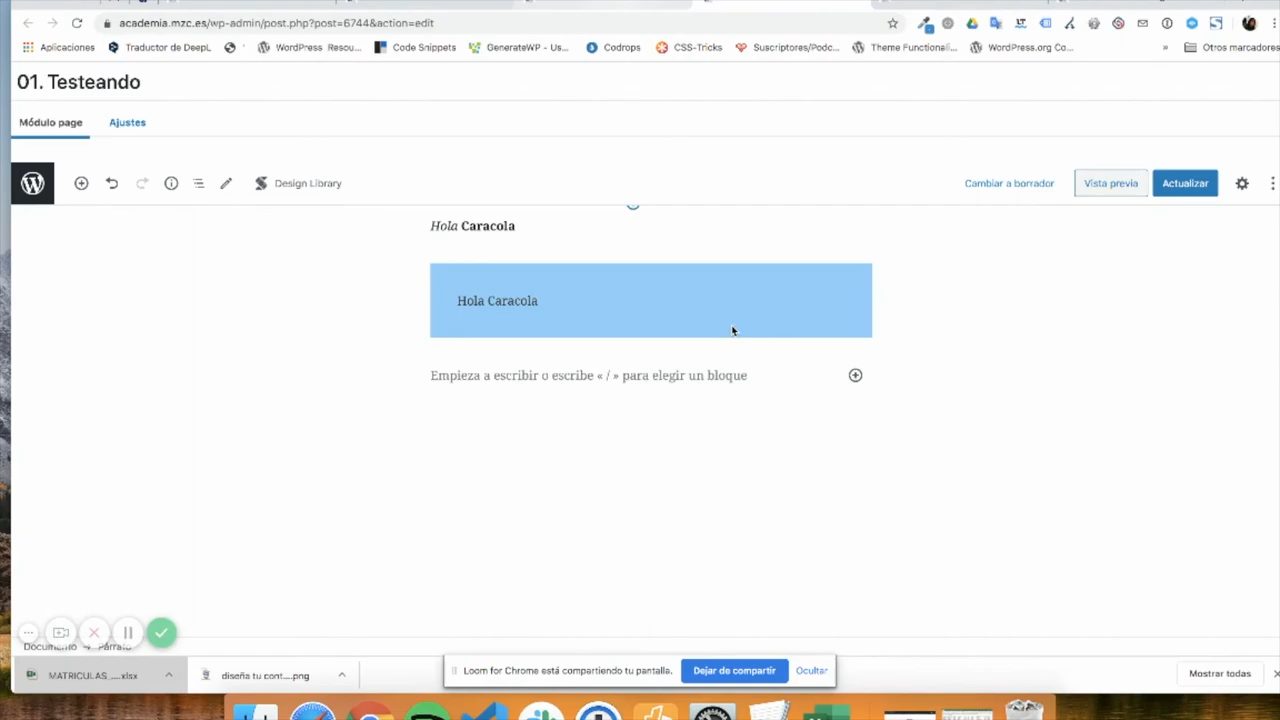 academia.mzc.es/wp-admin/post.php?post=6744&action=edit
Aplicaciones Traductor de DeepL WordPress Resou... Code Snippets GenerateWP - Us... Codrops CSS-Tricks Suscriptores/Podc... Theme Functionali... WordPress.org Co... » Otros marcadores
01. Testeando
Módulo page Ajustes
Design Library Cambiar a borrador Vista previa Actualizar
Hola Caracola
Hola Caracola
Empieza a escribir o escribe « / » para elegir un bloque
Documento → Párrafo
MATRICULAS_....xlsx diseña tu cont....png Loom for Chrome está compartiendo tu pantalla. Dejar de compartir Ocultar Mostrar todas